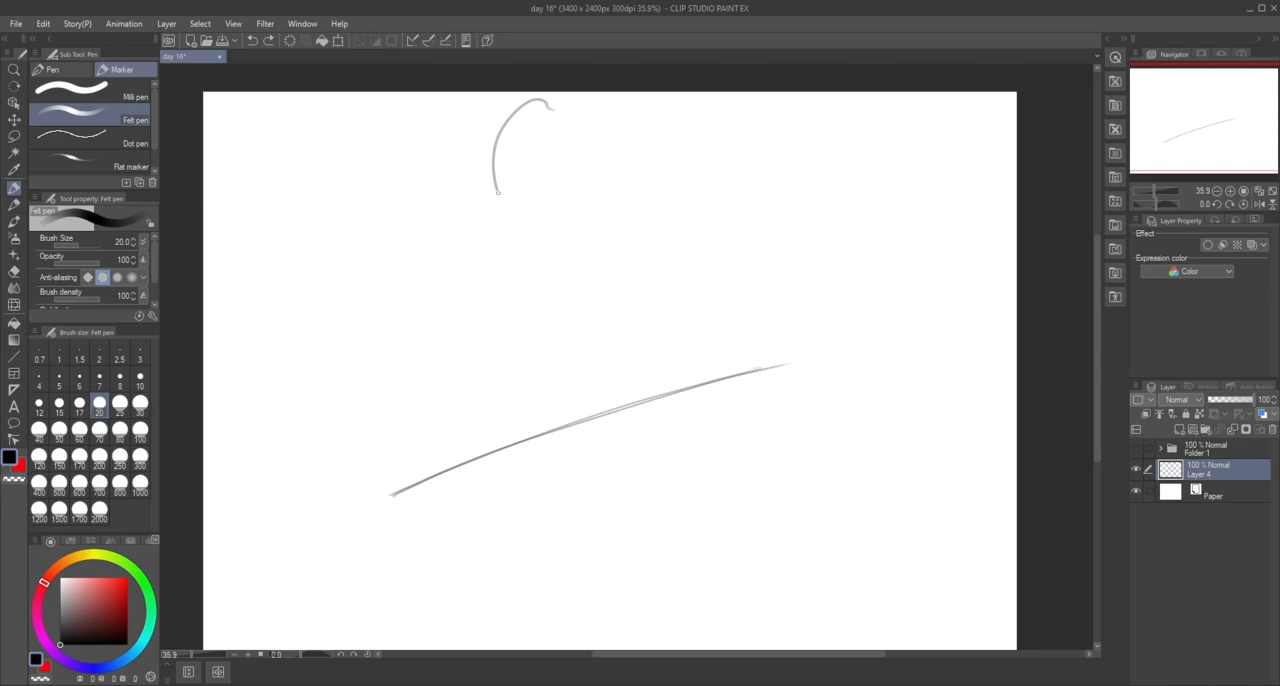 day 16* (3400 x 2400px 300dpi 35.9%) - CLIP STUDIO PAINT EX
File Edit Story(P) Animation Layer Select View Filter Window Help
Sub Tool: Pen
Pen Marker
Milli pen
Felt pen
Dot pen
Flat marker
Tool property: Felt pen
Felt pen
Brush Size 20.0
Opacity 100
Anti-aliasing
Brush density 100
Brush size: Felt pen
0.7 1 1.5 2 2.5 3
4 5 6 7 8 10
12 15 17 20 25 30
40 50 60 70 80 100
120 150 170 200 250 300
400 500 600 700 800 1000
1200 1500 1700 2000
0 0 0
day 16*
35.9 0.0
Navigator
35.9
0.0
Layer Property
Effect
Expression color
Color
Layer History Auto Action
Normal 100
100 % Normal
Folder 1
100 % Normal
Layer 4
Paper